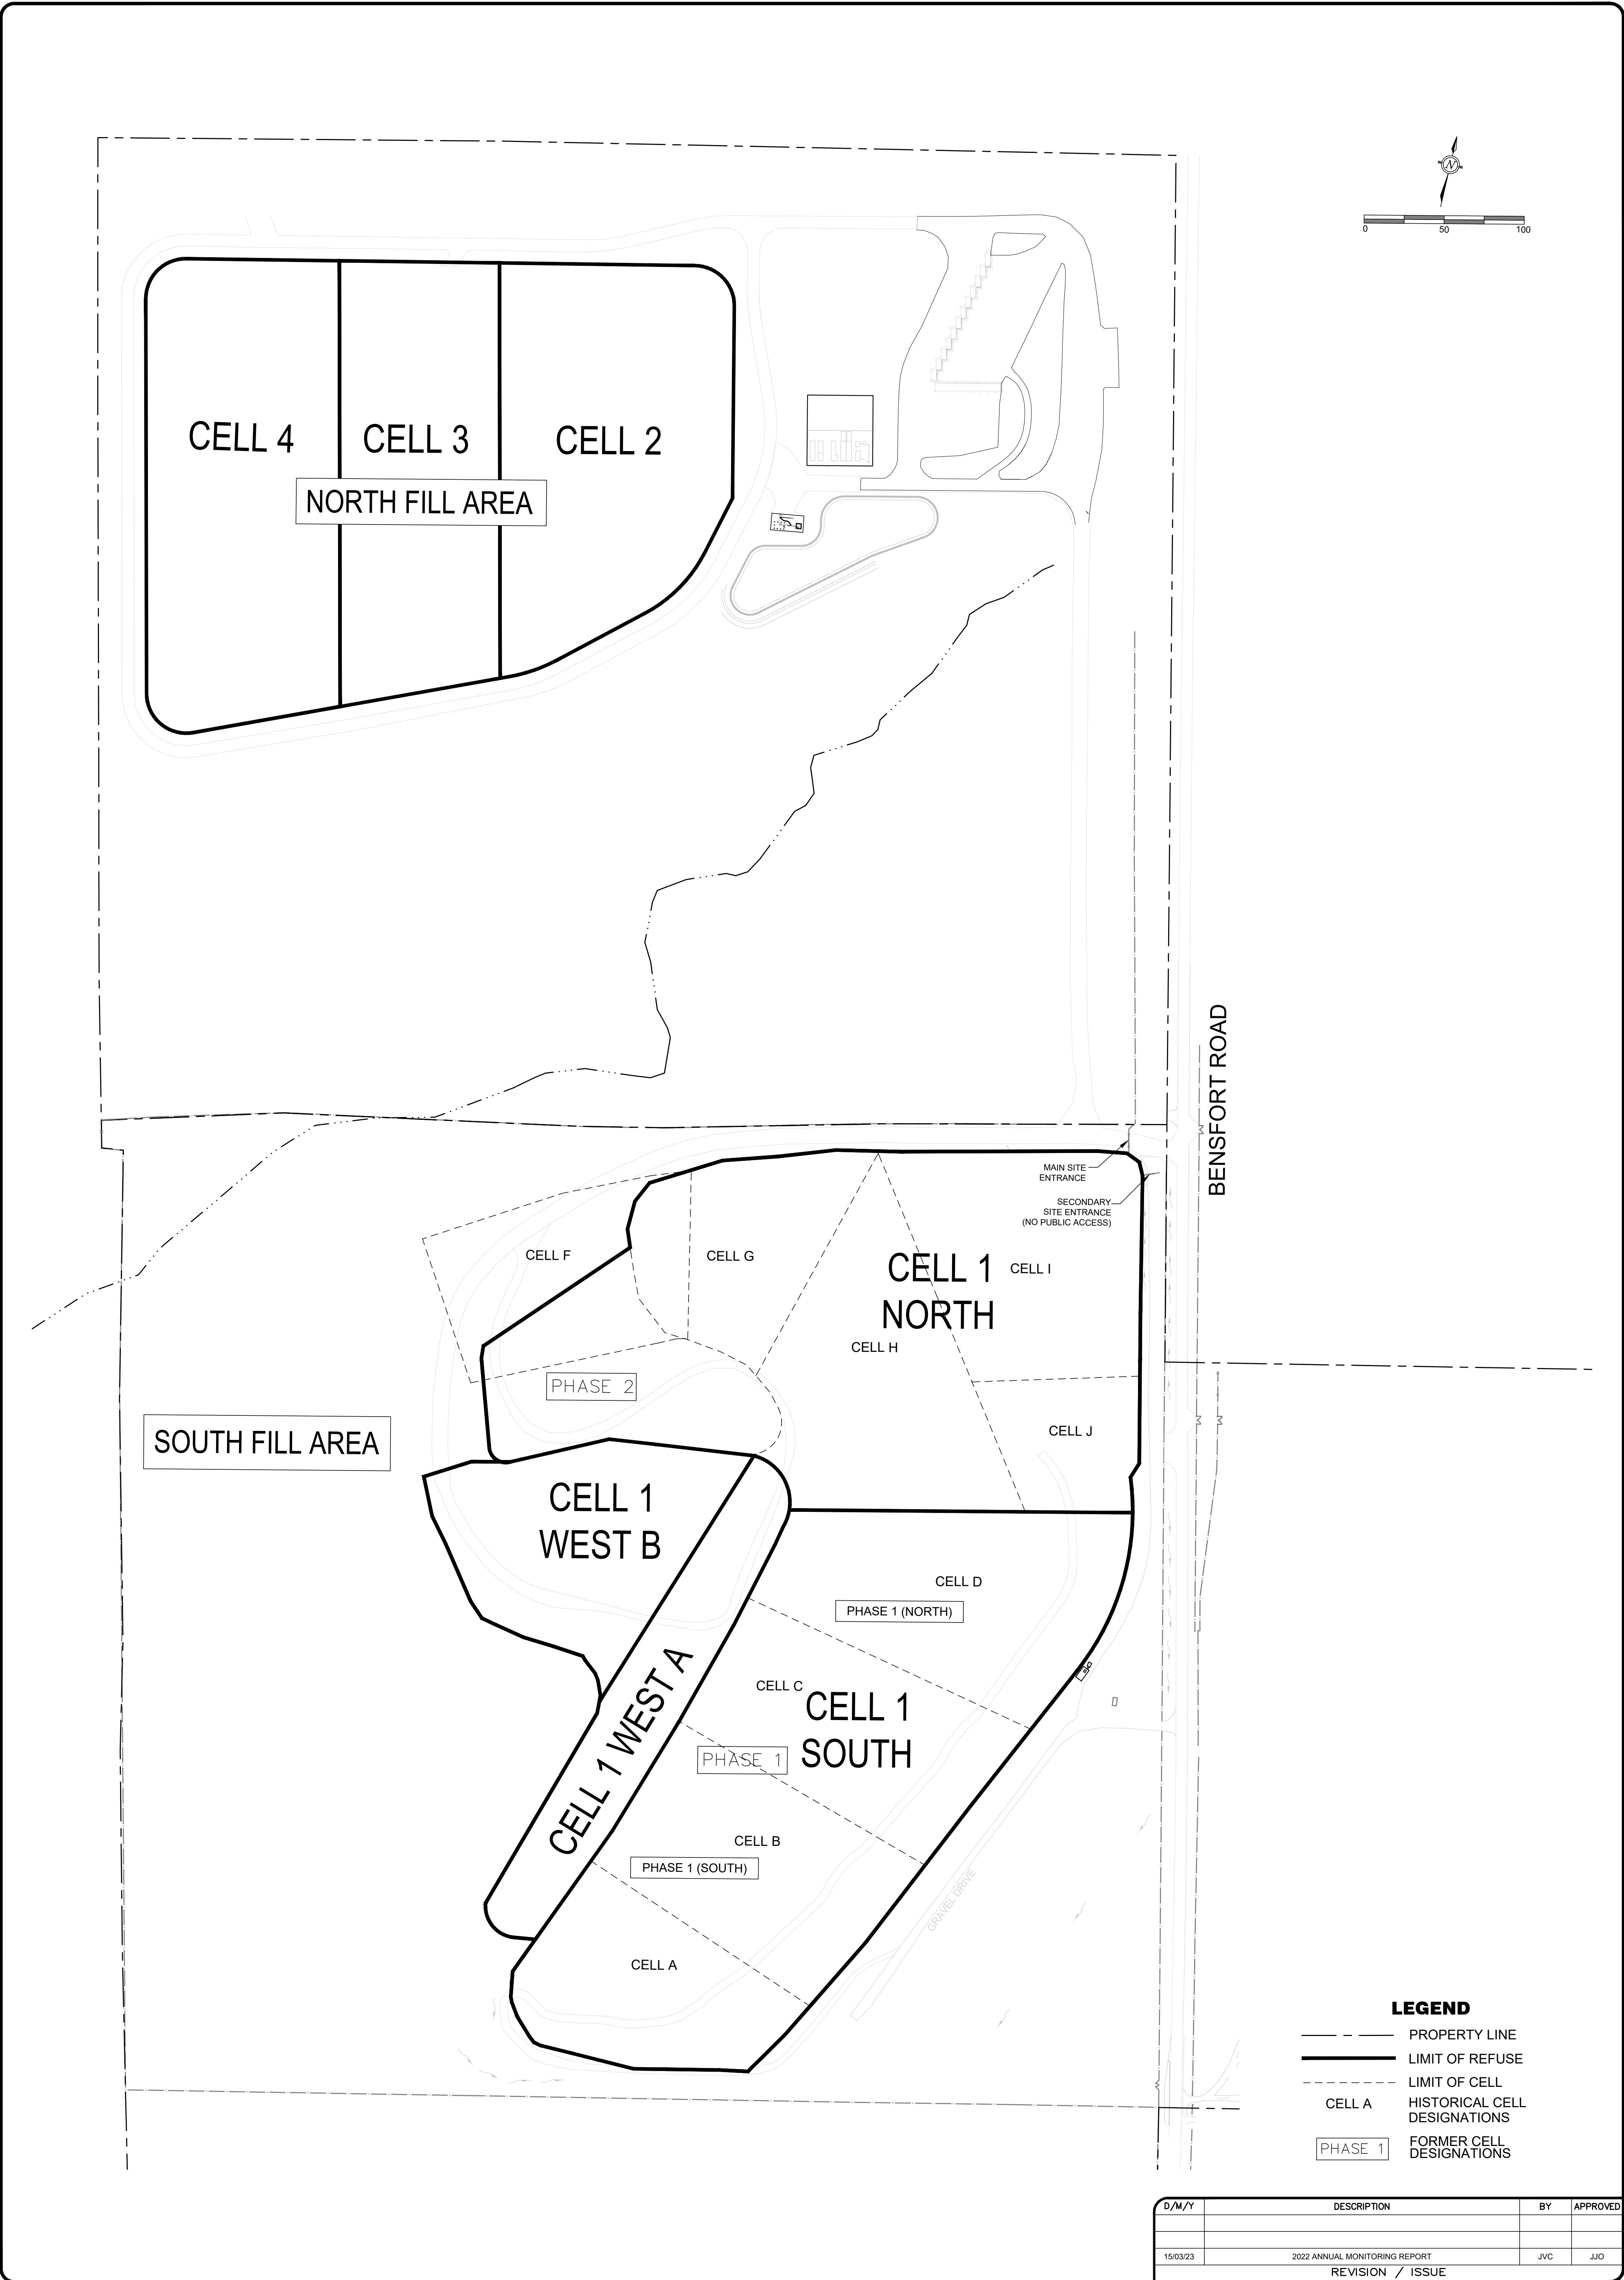 N
0 50 100
CELL 4
CELL 3
CELL 2
NORTH FILL AREA
BENSFORT ROAD
MAIN SITE
ENTRANCE
SECONDARY
SITE ENTRANCE
(NO PUBLIC ACCESS)
CELL F
CELL G
CELL 1
NORTH
CELL I
CELL H
PHASE 2
CELL J
SOUTH FILL AREA
CELL 1
WEST B
CELL D
PHASE 1 (NORTH)
CELL 1 WEST A
CELL C
CELL 1
SOUTH
PHASE 1
CELL B
PHASE 1 (SOUTH)
GRAVEL DRIVE
CELL A
LEGEND
PROPERTY LINE
LIMIT OF REFUSE
LIMIT OF CELL
CELL A HISTORICAL CELL
DESIGNATIONS
PHASE 1 FORMER CELL
DESIGNATIONS
D/M/Y DESCRIPTION BY APPROVED
15/03/23 2022 ANNUAL MONITORING REPORT JVC JJO
REVISION / ISSUE